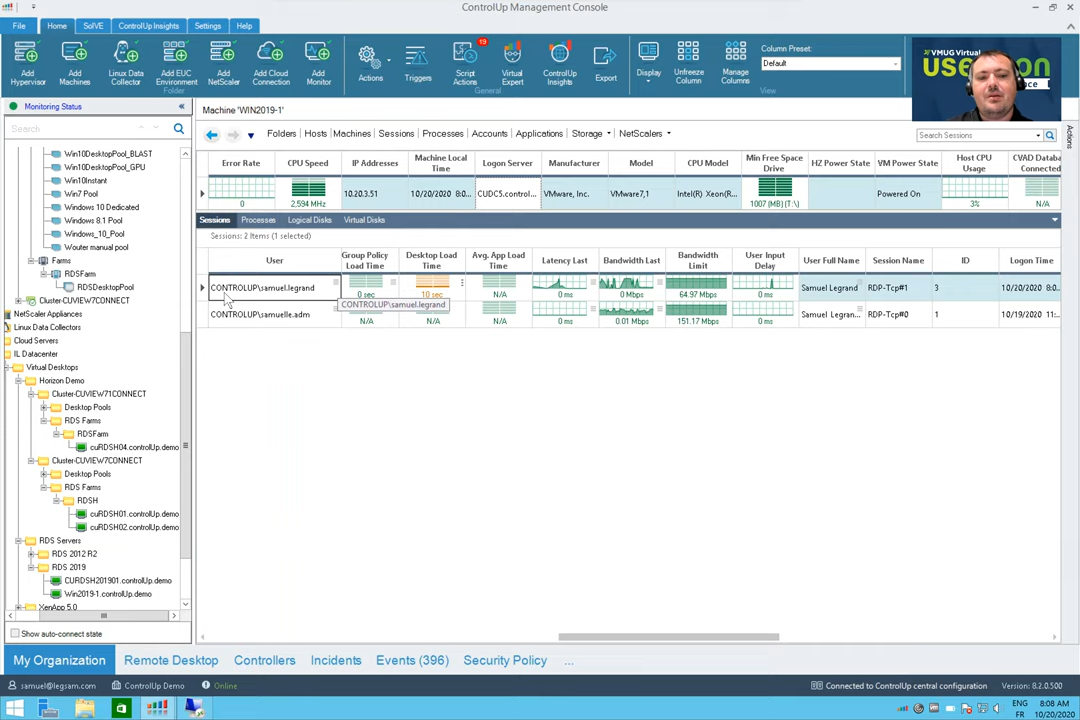 ControlUp Management Console
File
Home
SolVE
ControlUp Insights
Settings
Help
Add Hypervisor
Add Machines
Linux Data Collector
Add EUC Environment
Add NetScaler
Add Cloud Connection
Add Monitor
Folder
Actions
Triggers
19
Script Actions
Virtual Expert
ControlUp Insights
Export
General
Display
Unfreeze Column
Manage Columns
Column Preset:
Default
View
VMUG Virtual
Monitoring Status
Search
Machine 'WIN2019-1'
Folders Hosts Machines Sessions Processes Accounts Applications Storage NetScalers
Search Sessions
Actions
Error Rate
CPU Speed
IP Addresses
Machine Local Time
Logon Server
Manufacturer
Model
CPU Model
Min Free Space Drive
HZ Power State
VM Power State
Host CPU Usage
CVAD Databa Connected
0
2,594 MHz
10.20.3.51
10/20/2020 8:0...
CUDC5.control...
VMware, Inc.
VMware7,1
Intel(R) Xeon(R...
1007 (MB) (T:\)
Powered On
3%
N/A
Sessions Processes Logical Disks Virtual Disks
Sessions: 2 Items (1 selected)
User
Group Policy Load Time
Desktop Load Time
Avg. App Load Time
Latency Last
Bandwidth Last
Bandwidth Limit
User Input Delay
User Full Name
Session Name
ID
Logon Time
CONTROLUP\samuel.legrand
0 sec
10 sec
N/A
0 ms
0 Mbps
64.97 Mbps
0 ms
Samuel Legrand
RDP-Tcp#1
3
10/20/2020 8:0...
CONTROLUP\samuel.legrand
CONTROLUP\samuelle.adm
N/A
N/A
N/A
0 ms
0.01 Mbps
151.17 Mbps
0 ms
Samuel Legran...
RDP-Tcp#0
1
10/19/2020 11:...
Win10DesktopPool_BLAST
Win10DesktopPool_GPU
Win10Instant
Win7 Pool
Windows 10 Dedicated
Windows 8.1 Pool
Windows_10_Pool
Wouter manual pool
Farms
RDSFarm
RDSDesktopPool
Cluster-CUVIEW7CONNECT
NetScaler Appliances
Linux Data Collectors
Cloud Servers
IL Datacenter
Virtual Desktops
Horizon Demo
Cluster-CUVIEW71CONNECT
Desktop Pools
RDS Farms
RDSFarm
cuRDSH04.controlUp.demo
Cluster-CUVIEW7CONNECT
Desktop Pools
RDS Farms
RDSH
cuRDSH01.controlUp.demo
cuRDSH02.controlUp.demo
RDS Servers
RDS 2012 R2
RDS 2019
CURDSH201901.controlUp.demo
Win2019-1.controlUp.demo
XenApp 5.0
Show auto-connect state
My Organization
Remote Desktop
Controllers
Incidents
Events (396)
Security Policy
...
samuel@legsam.com
ControlUp Demo
Online
Connected to ControlUp central configuration
Version: 8.2.0.500
ENG
FR
8:08 AM
10/20/2020